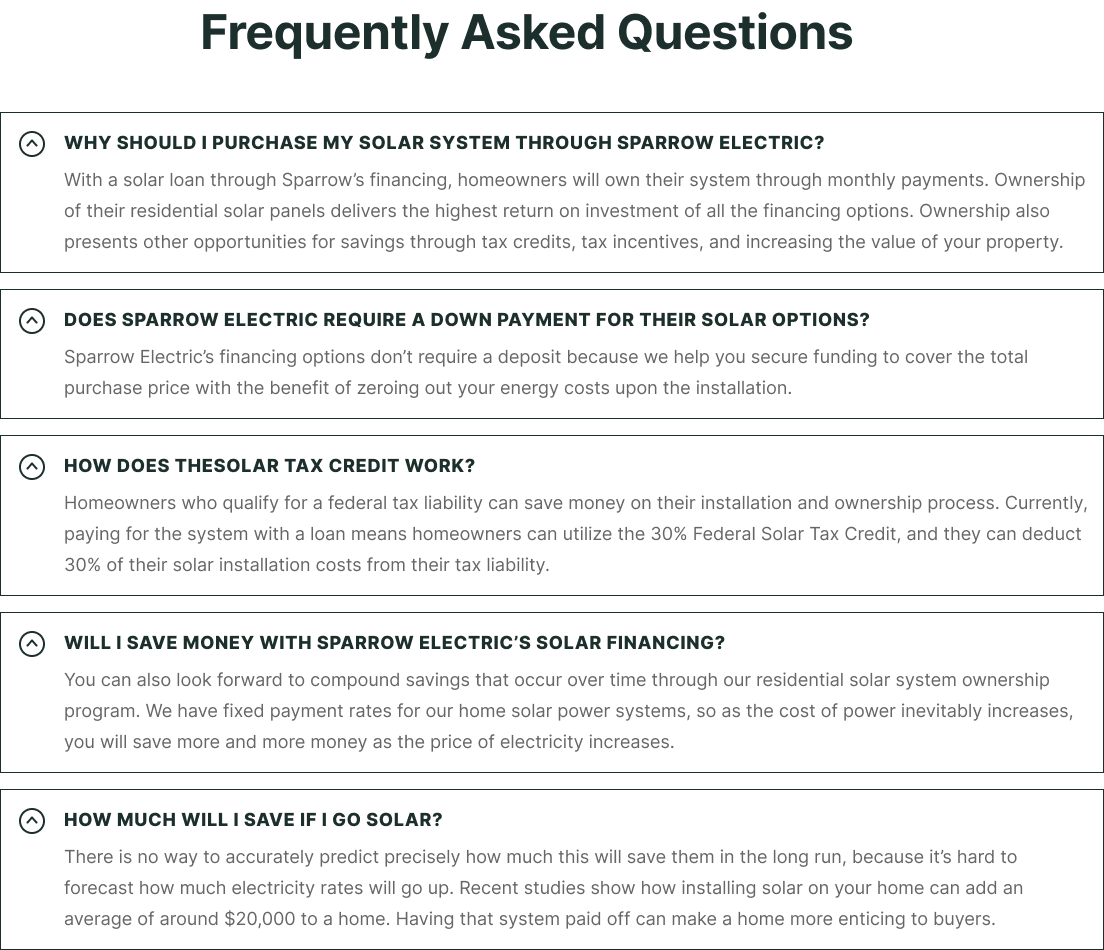 Frequently Asked Questions
WHY SHOULD I PURCHASE MY SOLAR SYSTEM THROUGH SPARROW ELECTRIC?
With a solar loan through Sparrow’s financing, homeowners will own their system through monthly payments. Ownership
of their residential solar panels delivers the highest return on investment of all the financing options. Ownership also
presents other opportunities for savings through tax credits, tax incentives, and increasing the value of your property.
DOES SPARROW ELECTRIC REQUIRE A DOWN PAYMENT FOR THEIR SOLAR OPTIONS?
Sparrow Electric’s financing options don’t require a deposit because we help you secure funding to cover the total
purchase price with the benefit of zeroing out your energy costs upon the installation.
HOW DOES THESOLAR TAX CREDIT WORK?
Homeowners who qualify for a federal tax liability can save money on their installation and ownership process. Currently,
paying for the system with a loan means homeowners can utilize the 30% Federal Solar Tax Credit, and they can deduct
30% of their solar installation costs from their tax liability.
WILL I SAVE MONEY WITH SPARROW ELECTRIC’S SOLAR FINANCING?
You can also look forward to compound savings that occur over time through our residential solar system ownership
program. We have fixed payment rates for our home solar power systems, so as the cost of power inevitably increases,
you will save more and more money as the price of electricity increases.
HOW MUCH WILL I SAVE IF I GO SOLAR?
There is no way to accurately predict precisely how much this will save them in the long run, because it’s hard to
forecast how much electricity rates will go up. Recent studies show how installing solar on your home can add an
average of around $20,000 to a home. Having that system paid off can make a home more enticing to buyers.